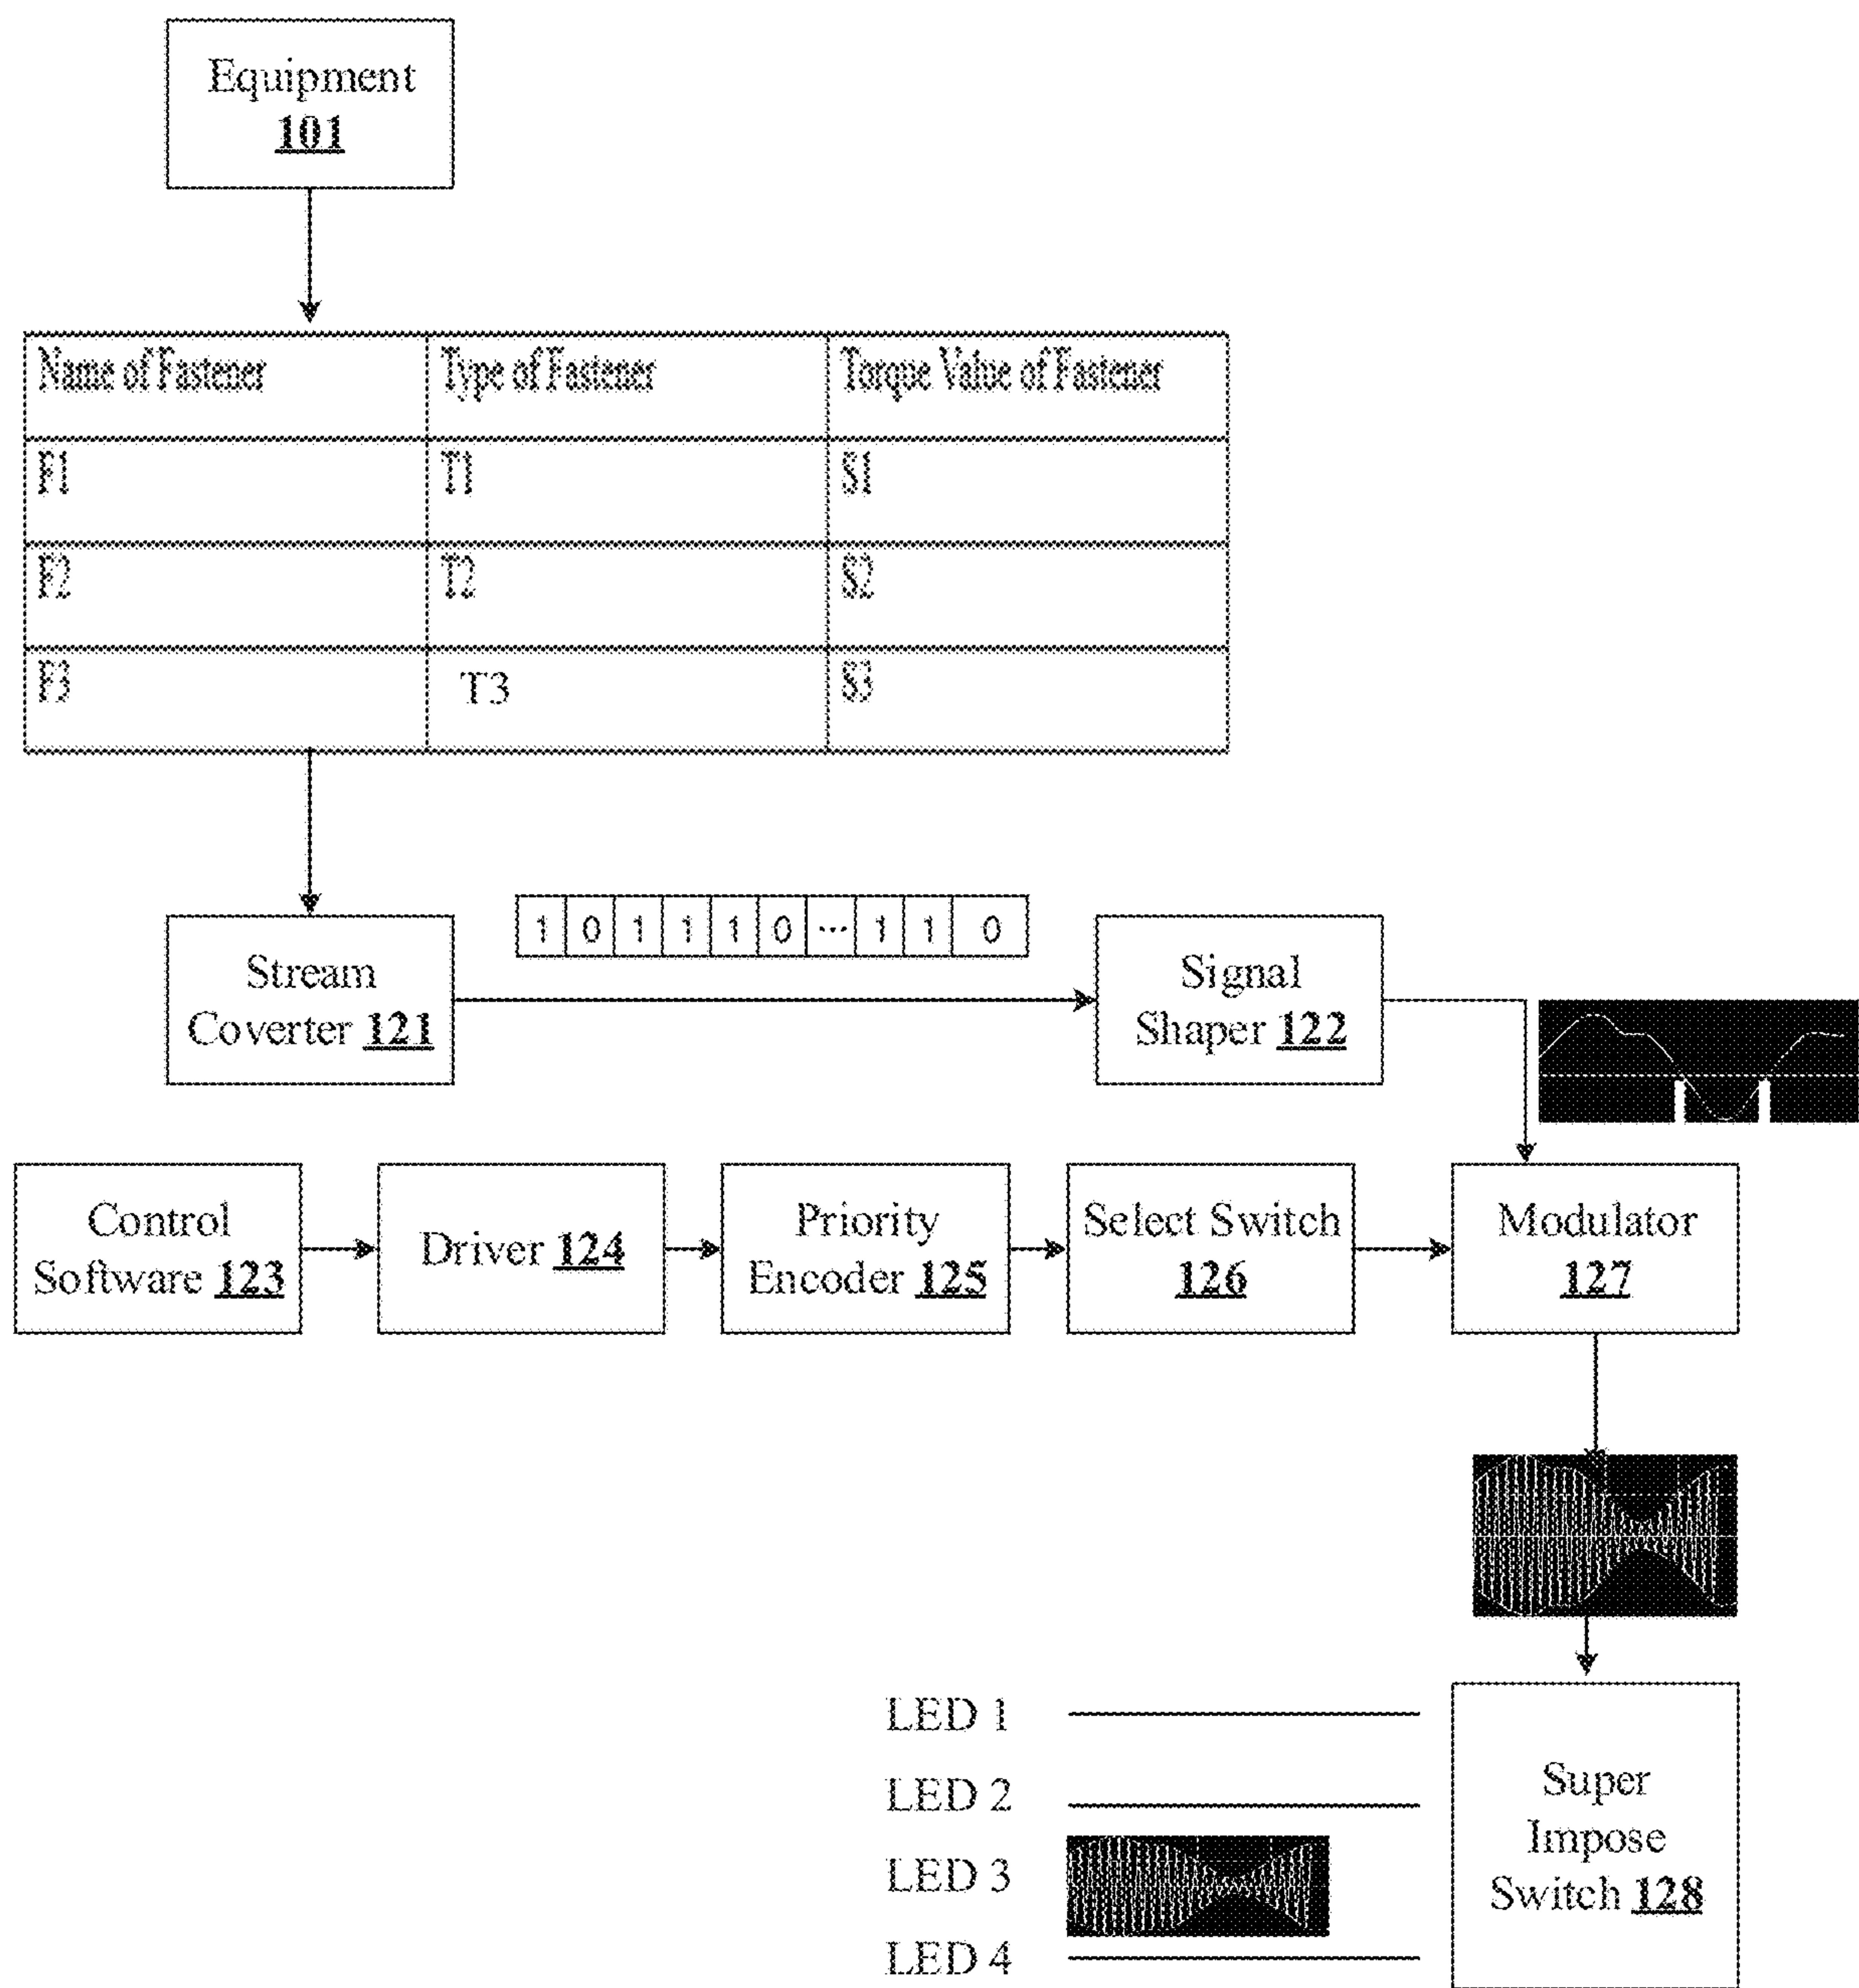 Equipment
101
Name of Fastener Type of Fastener Torque Value of Fastener
F1 T1 S1
F2 T2 S2
F3 T3 S3
1 0 1 1 1 0 ... 1 1 0
Stream
Coverter 121
Signal
Shaper 122
Control
Software 123
Driver 124
Priority
Encoder 125
Select Switch
126
Modulator
127
LED 1
LED 2
LED 3
LED 4
Super
Impose
Switch 128